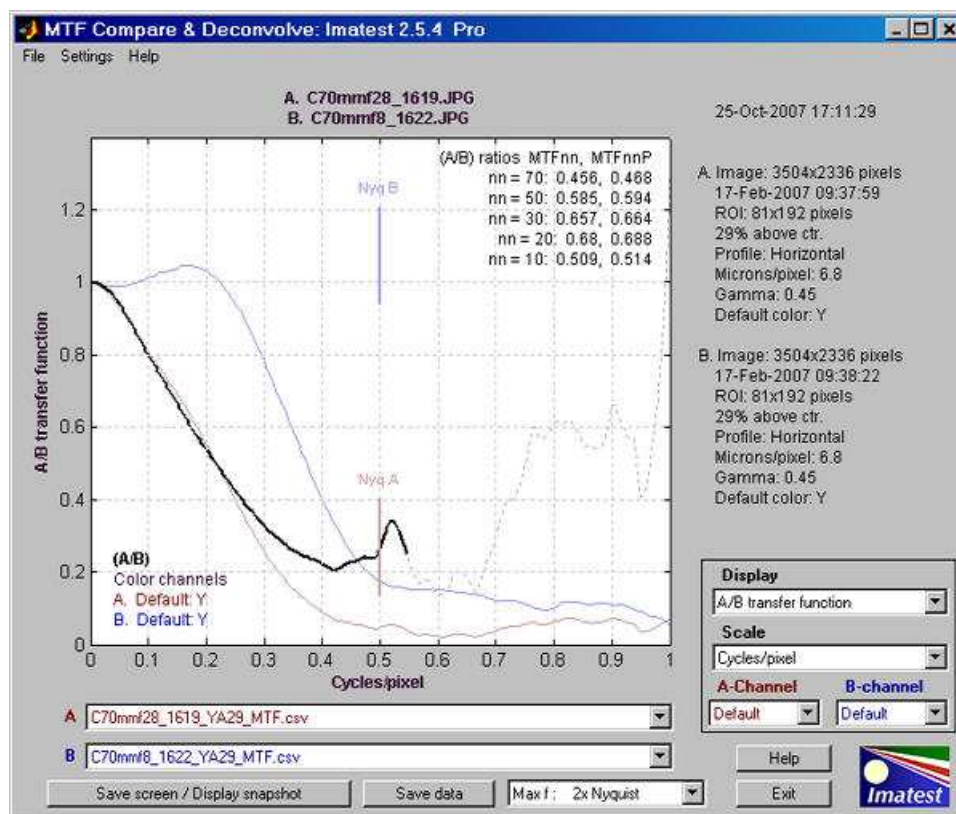 MTF Compare & Deconvolve: Imatest 2.5.4 Pro
File Settings Help
A. C70mmf28_1619.JPG
B. C70mmf8_1622.JPG
25-Oct-2007 17:11:29
(A/B) ratios MTFnn, MTFnnP
nn = 70: 0.456, 0.468
nn = 50: 0.585, 0.594
nn = 30: 0.657, 0.664
nn = 20: 0.68, 0.688
nn = 10: 0.509, 0.514
Nyq B
Nyq A
A/B transfer function
1.2
1
0.8
0.6
0.4
0.2
0
(A/B)
Color channels
A. Default: Y
B. Default: Y
0 0.1 0.2 0.3 0.4 0.5 0.6 0.7 0.8 0.9 1
Cycles/pixel
A. Image: 3504x2336 pixels
17-Feb-2007 09:37:59
ROI: 81x192 pixels
29% above ctr.
Profile: Horizontal
Microns/pixel: 6.8
Gamma: 0.45
Default color: Y
B. Image: 3504x2336 pixels
17-Feb-2007 09:38:22
ROI: 81x192 pixels
29% above ctr.
Profile: Horizontal
Microns/pixel: 6.8
Gamma: 0.45
Default color: Y
Display
A/B transfer function
Scale
Cycles/pixel
A-Channel B-channel
Default Default
A C70mmf28_1619_YA29_MTF.csv
B C70mmf8_1622_YA29_MTF.csv
Save screen / Display snapshot Save data Max f : 2x Nyquist
Help
Exit
Imatest